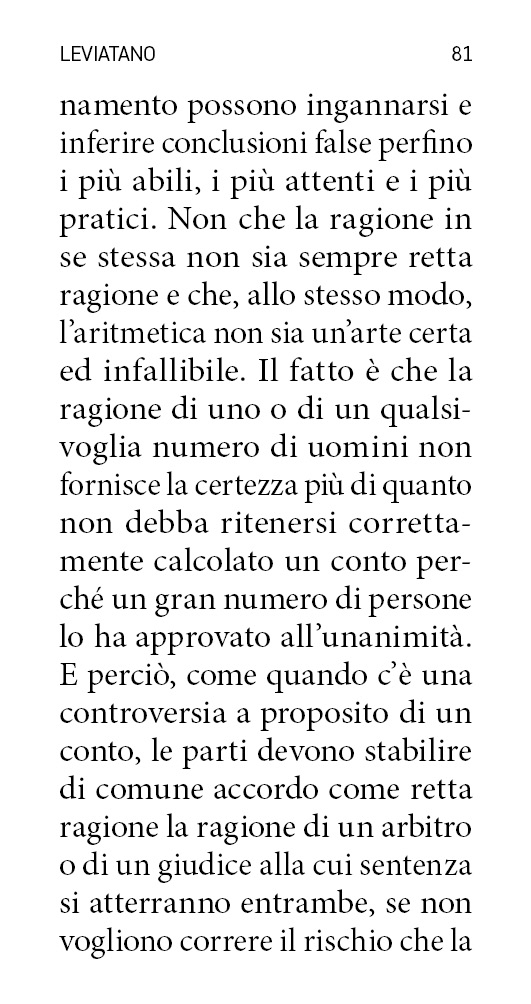 LEVIATANO 81
namento possono ingannarsi e
inferire conclusioni false perfino
i più abili, i più attenti e i più
pratici. Non che la ragione in
se stessa non sia sempre retta
ragione e che, allo stesso modo,
l’aritmetica non sia un’arte certa
ed infallibile. Il fatto è che la
ragione di uno o di un qualsi-
voglia numero di uomini non
fornisce la certezza più di quanto
non debba ritenersi corretta-
mente calcolato un conto per-
ché un gran numero di persone
lo ha approvato all’unanimità.
E perciò, come quando c’è una
controversia a proposito di un
conto, le parti devono stabilire
di comune accordo come retta
ragione la ragione di un arbitro
o di un giudice alla cui sentenza
si atterranno entrambe, se non
vogliono correre il rischio che la